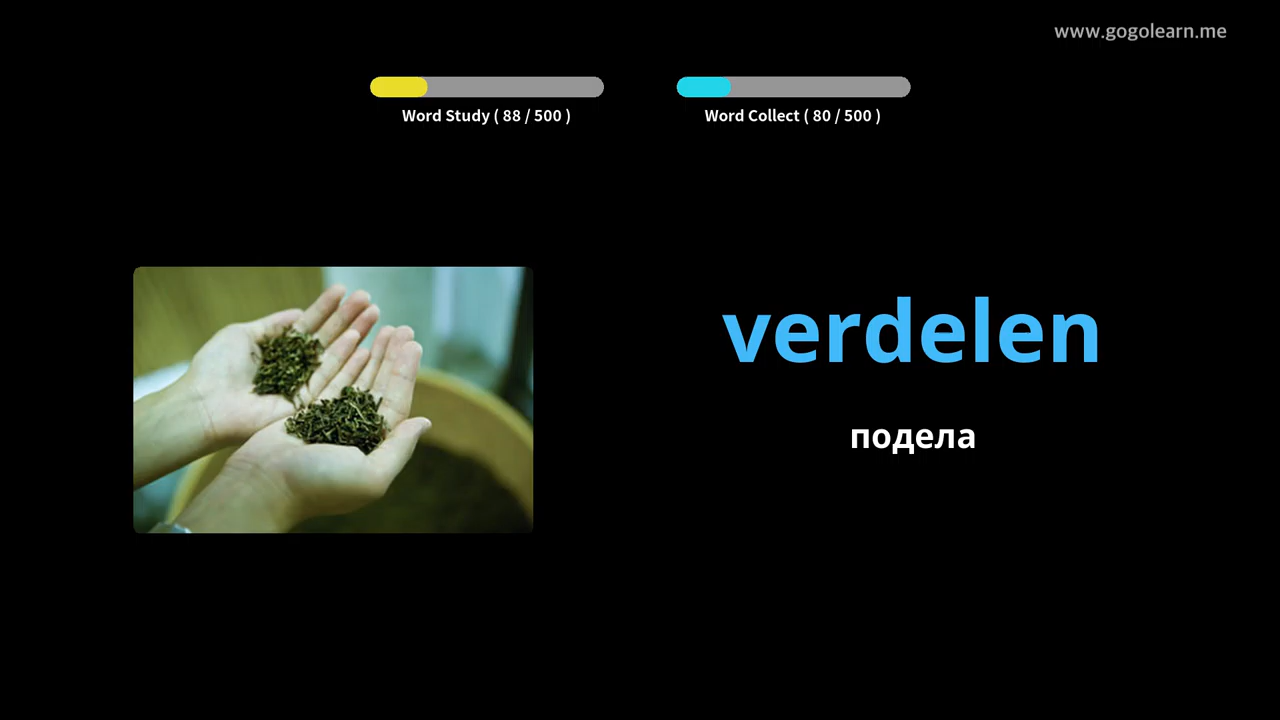 www.gogolearn.me
Word Study ( 88 / 500 )
Word Collect ( 80 / 500 )
verdelen
подела